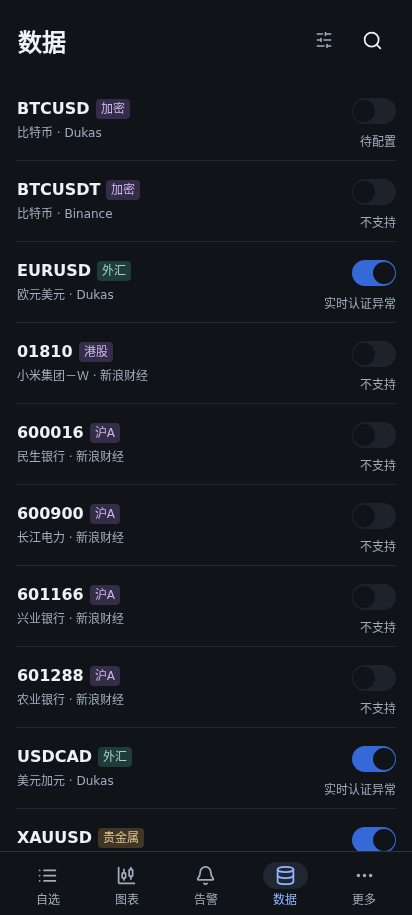 数据
BTCUSD 加密
比特币 · Dukas
待配置
BTCUSDT 加密
比特币 · Binance
不支持
EURUSD 外汇
欧元美元 · Dukas
实时认证异常
01810 港股
小米集团－W · 新浪财经
不支持
600016 沪A
民生银行 · 新浪财经
不支持
600900 沪A
长江电力 · 新浪财经
不支持
601166 沪A
兴业银行 · 新浪财经
不支持
601288 沪A
农业银行 · 新浪财经
不支持
USDCAD 外汇
美元加元 · Dukas
实时认证异常
XAUUSD 贵金属
自选 图表 告警 数据 更多